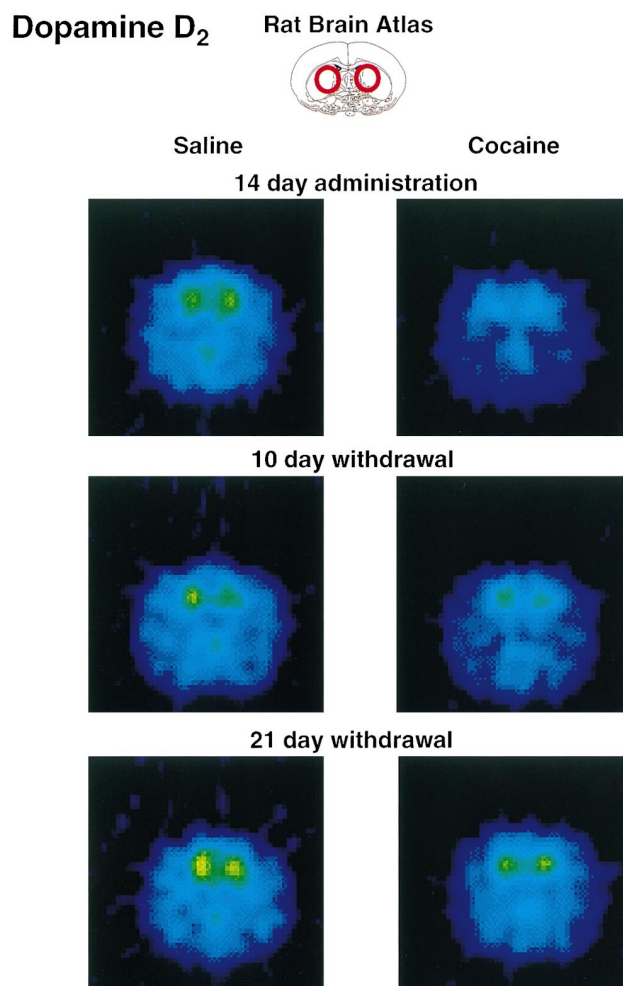 Dopamine D₂
Rat Brain Atlas
Saline
Cocaine
14 day administration
10 day withdrawal
21 day withdrawal